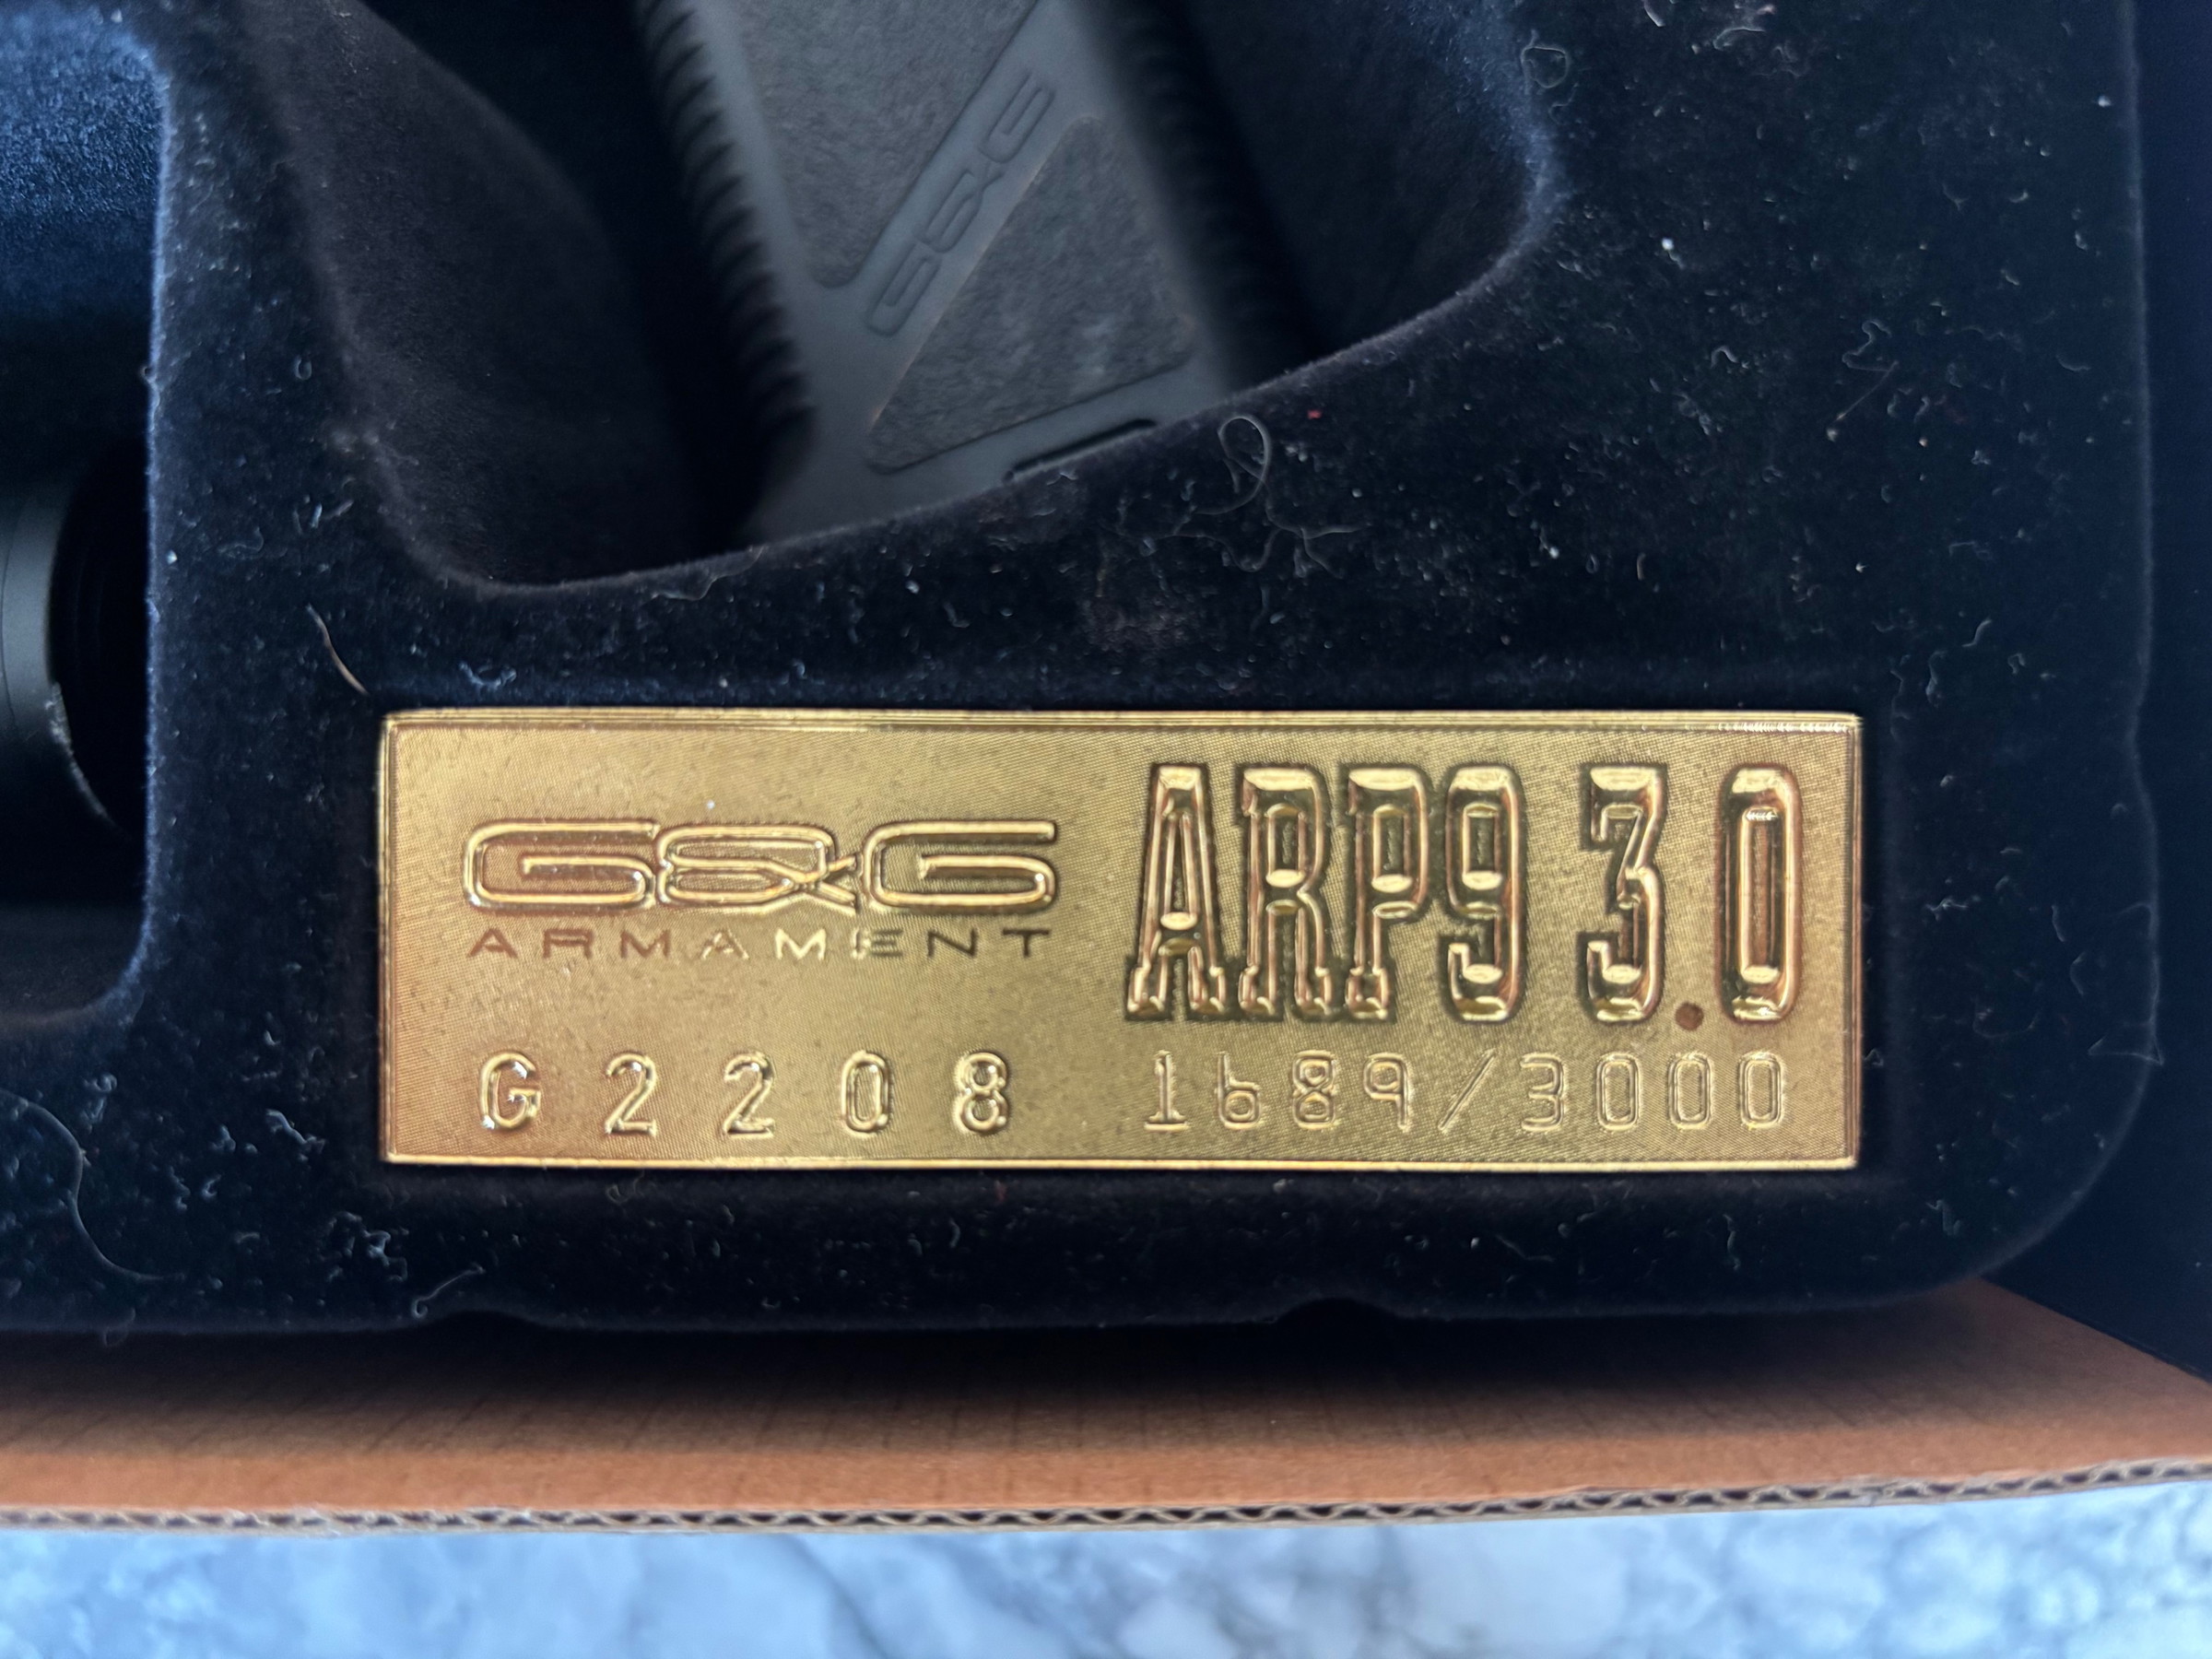 G&G
G&G
ARMAMENT
ARP9 3.0
G2208
1689/3000